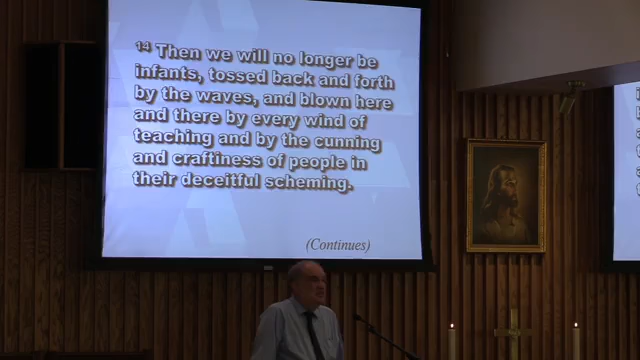 14 Then we will no longer be
infants, tossed back and forth
by the waves, and blown here
and there by every wind of
teaching and by the cunning
and craftiness of people in
their deceitful scheming.
(Continues)